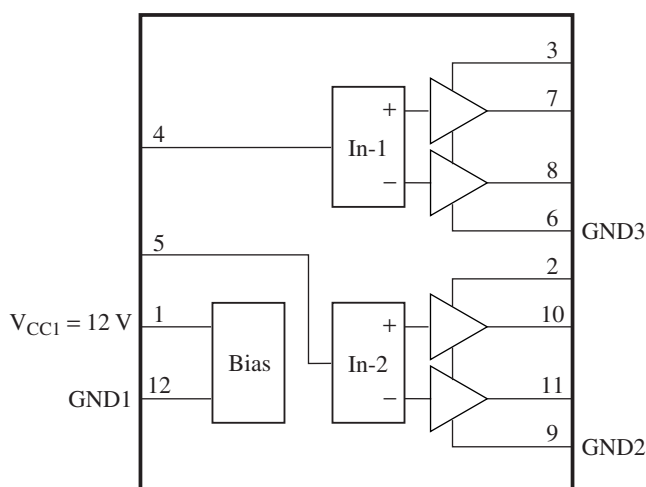 3
+
7
4
In-1
−
8
6
GND3
5
2
V_CC1 = 12 V
1
+
10
Bias
In-2
GND1
12
−
11
9
GND2